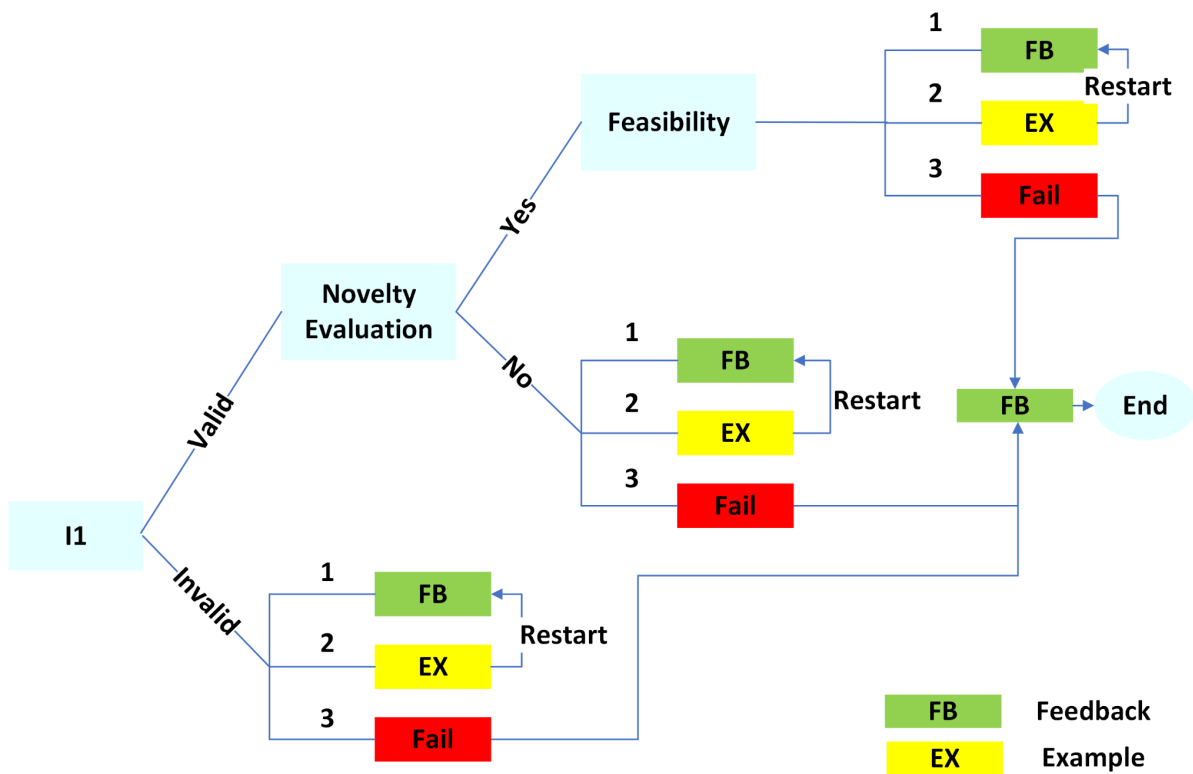 1
FB
Restart
2
EX
3
Fail
Feasibility
Yes
Novelty
Evaluation
No
1
FB
Restart
2
EX
3
Fail
FB
End
Valid
I1
Invalid
1
FB
Restart
2
EX
3
Fail
FB Feedback
EX Example